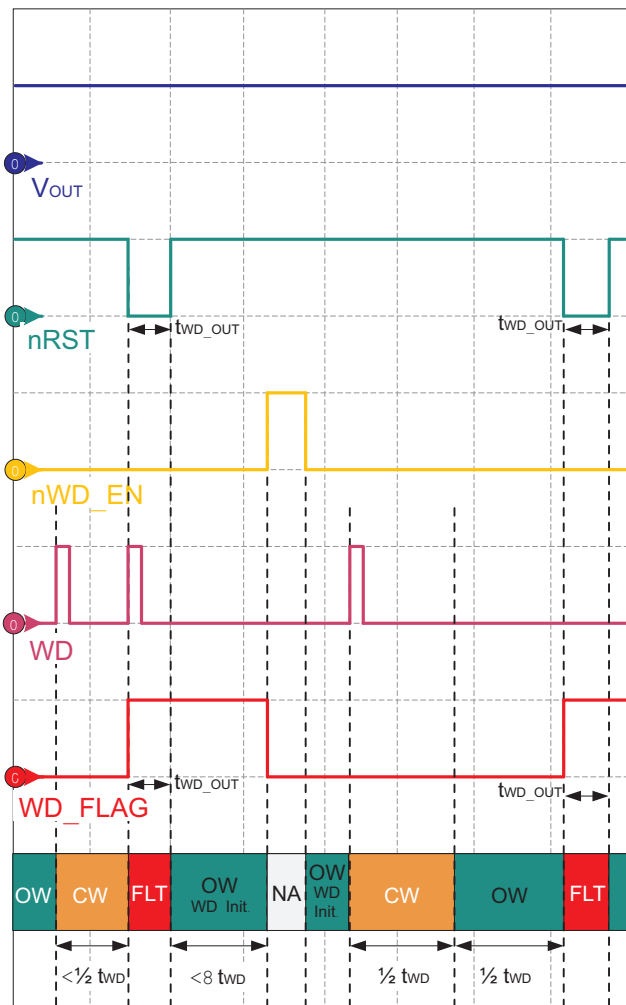 0
VOUT
0
nRST
tWD_OUT
tWD_OUT
0
nWD_EN
0
WD
0
WD_FLAG
tWD_OUT
tWD_OUT
OW
CW
FLT
OW
WD Init.
NA
OW
WD
Init.
CW
OW
FLT
<½ tWD
<8 tWD
½ tWD
½ tWD